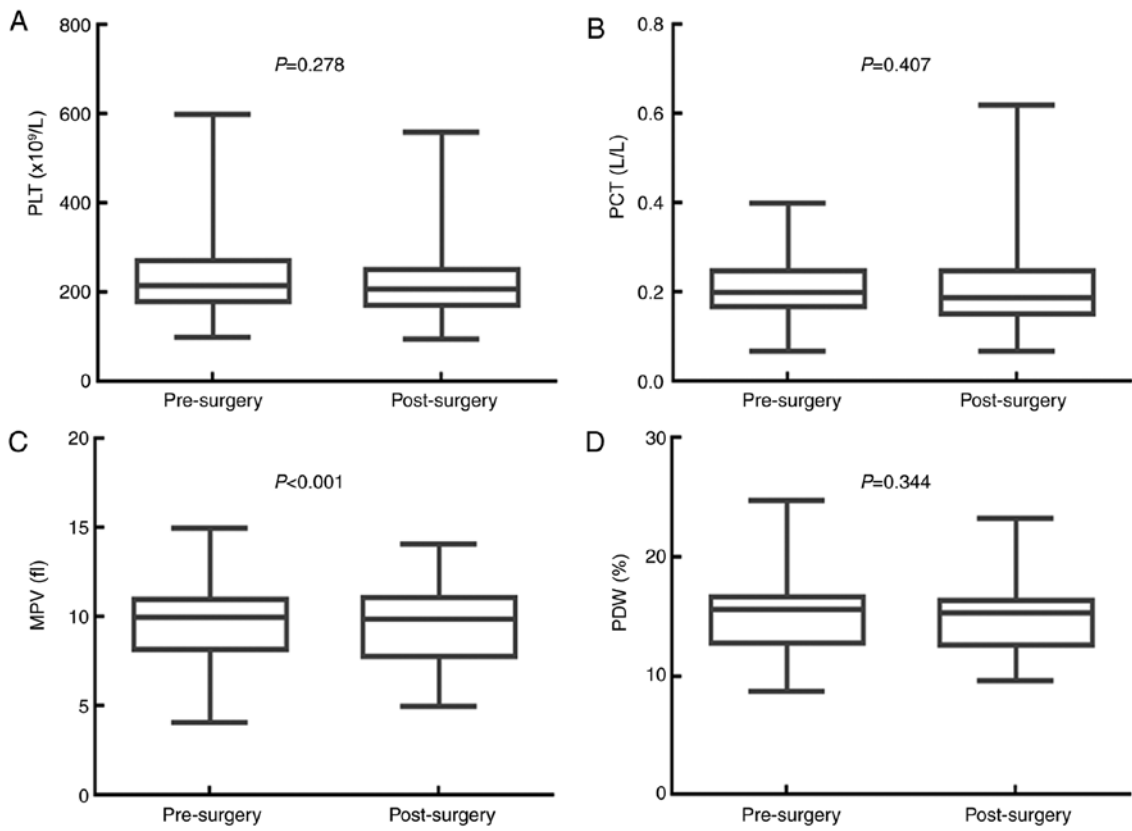 A
PLT (x10⁹/L)
800
600
400
200
0
P=0.278
Pre-surgery
Post-surgery
B
PCT (L/L)
0.8
0.6
0.4
0.2
0.0
P=0.407
Pre-surgery
Post-surgery
C
MPV (fl)
20
15
10
5
0
P<0.001
Pre-surgery
Post-surgery
D
PDW (%)
30
20
10
0
P=0.344
Pre-surgery
Post-surgery